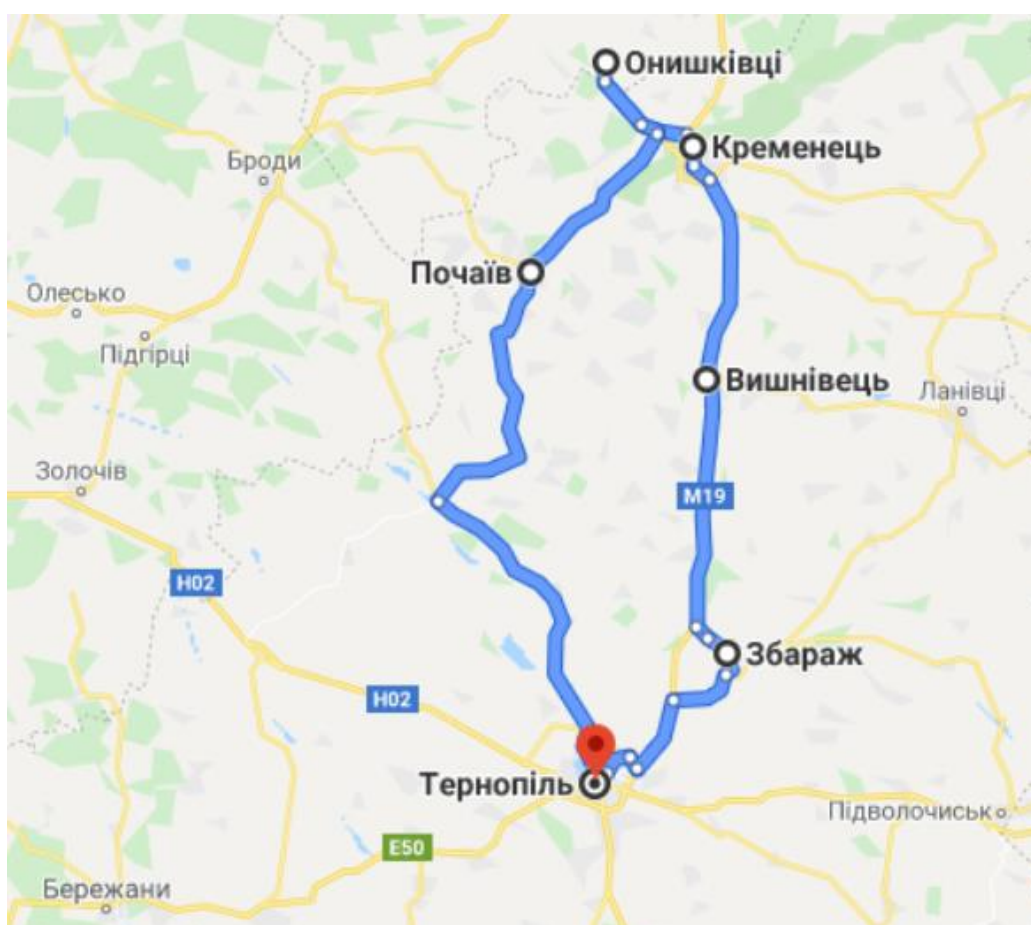 Онишківці
Кременець
Броди
Почаїв
Олесько
Підгірці
Вишнівець
Ланівці
Золочів
M19
H02
Збараж
H02
Тернопіль
Підволочиськ
E50
Бережани